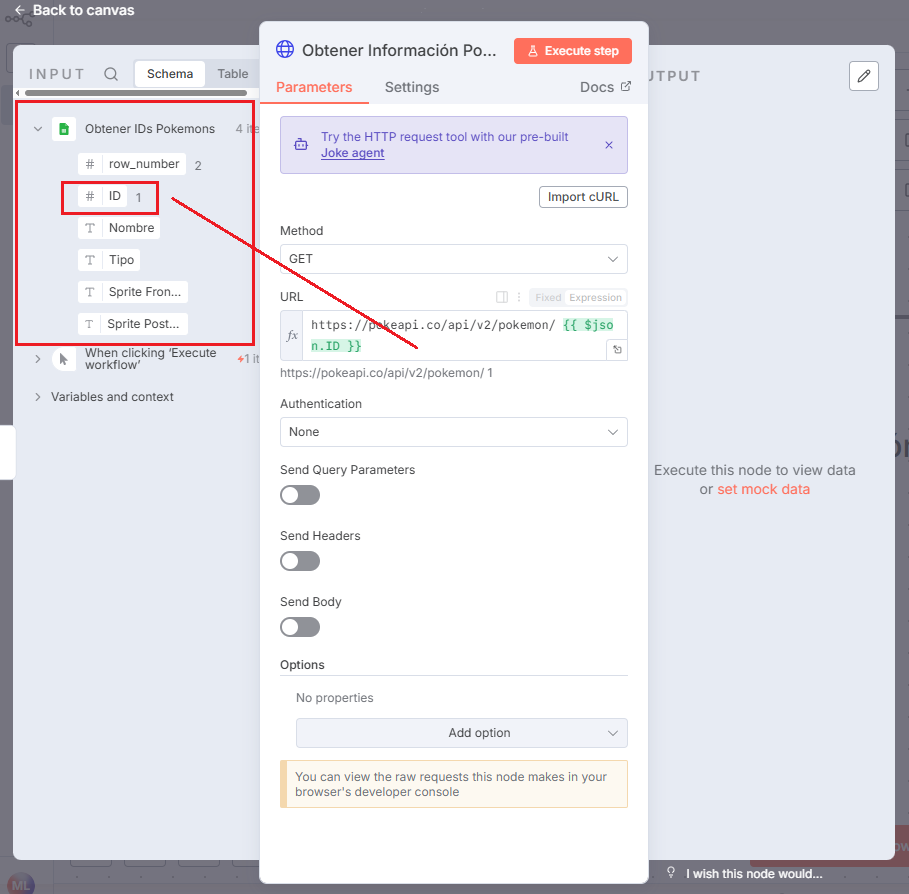 Back to canvas
INPUT
Schema
Table
Obtener IDs Pokemons
4 ite
# row_number 2
# ID 1
T Nombre
T Tipo
T Sprite Fron...
T Sprite Post...
When clicking ‘Execute
workflow’
1 it
Variables and context
Obtener Información Po...
Execute step
Parameters
Settings
Docs
Try the HTTP request tool with our pre-built
Joke agent
Import cURL
Method
GET
URL
Fixed
Expression
fx
https://pokeapi.co/api/v2/pokemon/ {{ $jso
n.ID }}
https://pokeapi.co/api/v2/pokemon/ 1
Authentication
None
Send Query Parameters
Send Headers
Send Body
Options
No properties
Add option
You can view the raw requests this node makes in your
browser's developer console
UTPUT
Execute this node to view data
or set mock data
I wish this node would...
ML